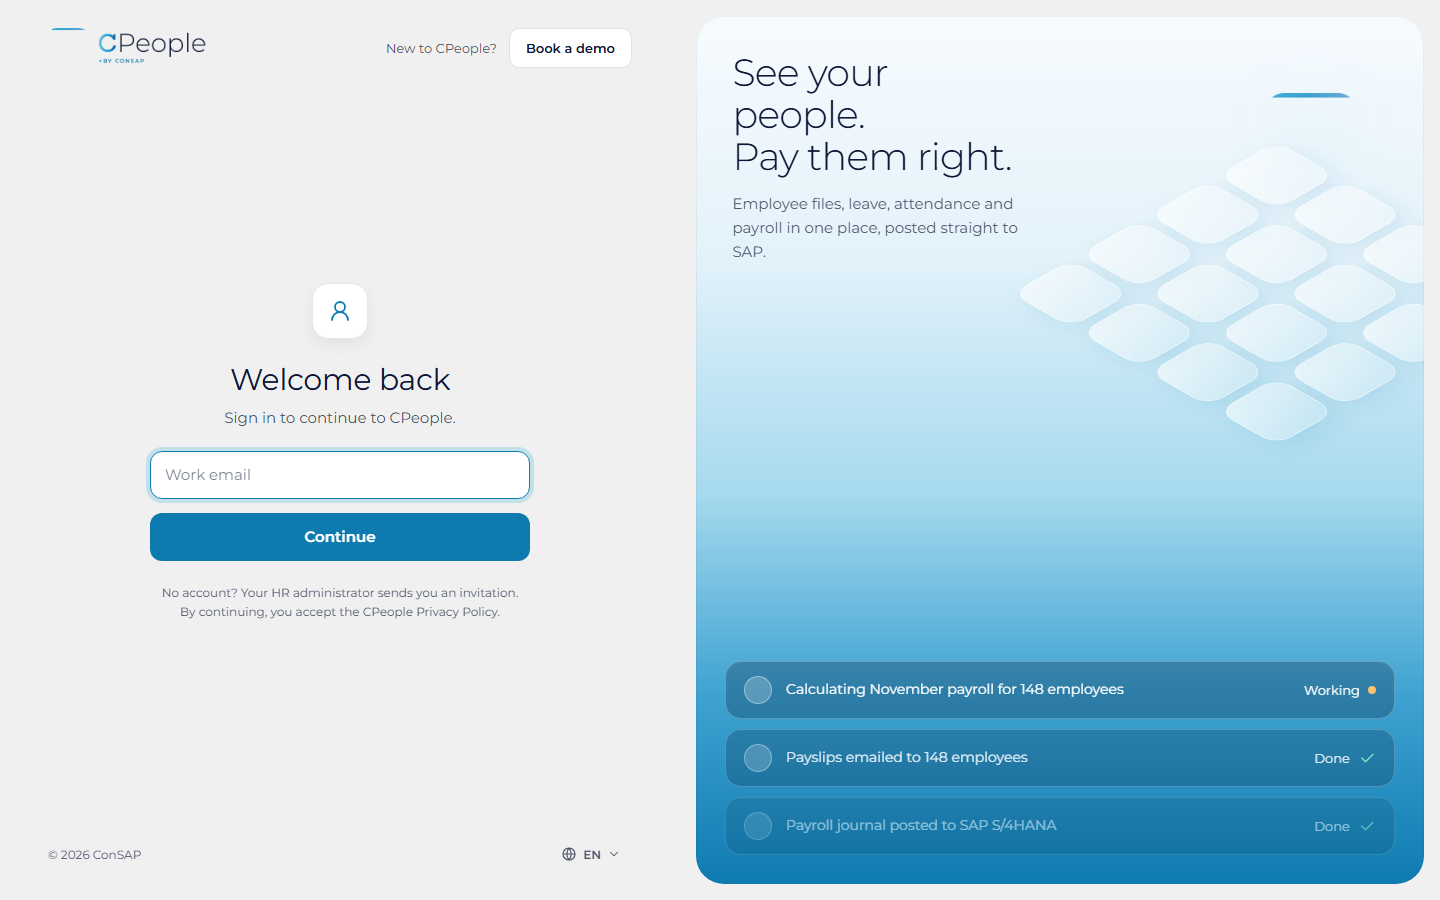 CPeople
BY CONSAP
New to CPeople?
Book a demo
Welcome back
Sign in to continue to CPeople.
Work email
Continue
No account? Your HR administrator sends you an invitation.
By continuing, you accept the CPeople Privacy Policy.
© 2026 ConSAP
EN
See your
people.
Pay them right.
Employee files, leave, attendance and
payroll in one place, posted straight to
SAP.
Calculating November payroll for 148 employees
Working
Payslips emailed to 148 employees
Done
Payroll journal posted to SAP S/4HANA
Done